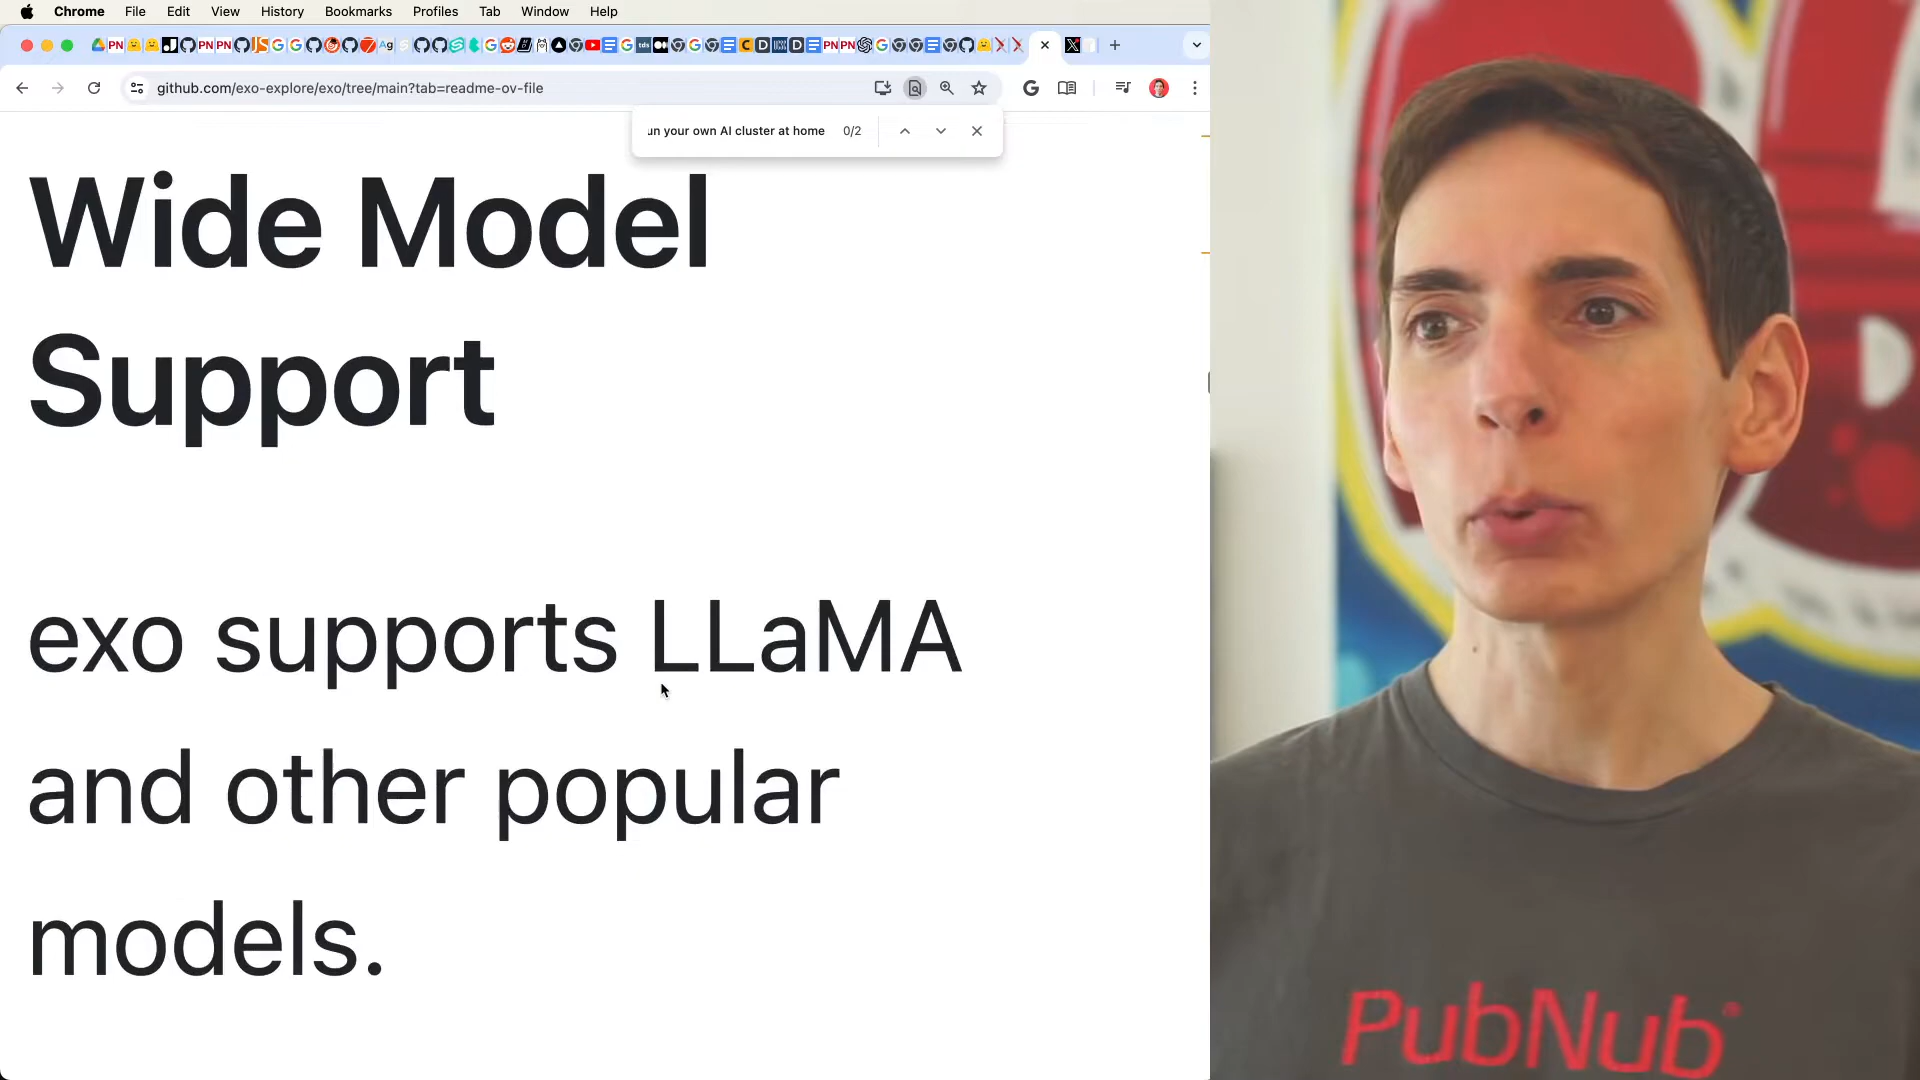 Chrome File Edit View History Bookmarks Profiles Tab Window Help
github.com/exo-explore/exo/tree/main?tab=readme-ov-file
un your own AI cluster at home 0/2
Wide Model
Support
exo supports LLaMA
and other popular
models.
PubNub